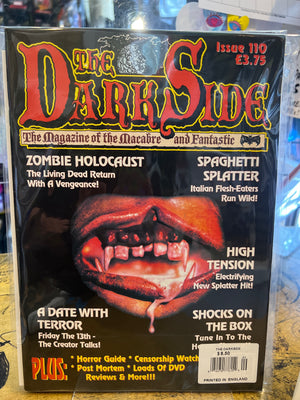 THE
DARKSIDE
Issue 110
£3.75
The Magazine of the Macabre and Fantastic
ZOMBIE HOLOCAUST
The Living Dead Return
With A Vengeance!
SPAGHETTI
SPLATTER
Italian Flesh-Eaters
Run Wild!
HIGH
TENSION
Electrifying
New Splatter Hit!
A DATE WITH
TERROR
Friday The 13th -
The Creator Talks!
SHOCKS ON
THE BOX
Tune In To The
PLUS:
* Horror Guide * Censorship Watch
* Post Mortem * Loads Of DVD
Reviews & More!!!
THE DARKSIDE
PRINTED IN ENGLAND